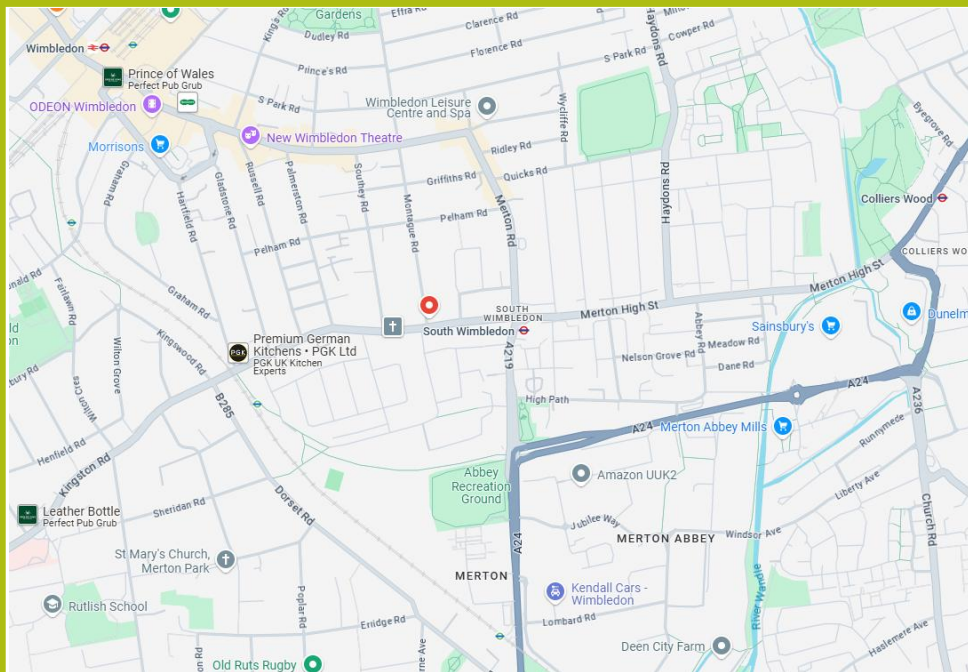 Gardens
Effra Rd
Clarence Rd
Dudley Rd
King's Rd
Haydons Rd
Cowper Rd
Wimbledon
Florence Rd
S Park Rd
Prince's Rd
Prince of Wales
Perfect Pub Grub
ODEON Wimbledon
S Park Rd
Wimbledon Leisure
Centre and Spa
Wycliffe Rd
Byegrove Rd
New Wimbledon Theatre
Morrisons
Ridley Rd
Graham Rd
Hartfield Rd
Gladstone Rd
Russell Rd
Palmerston Rd
Southey Rd
Montague Rd
Griffiths Rd
Quicks Rd
Merton Rd
Haydons Rd
Colliers Wood
Pelham Rd
Pelham Rd
COLLIERS WO
Merton High St
Fairlawn Rd
Graham Rd
SOUTH
WIMBLEDON
Merton High St
South Wimbledon
Sainsbury's
Dunelm
Premium German
Kitchens • PGK Ltd
PGK UK Kitchen
Experts
PGK
Kingswood Rd
Wilton Grove
A219
Abbey Rd
Meadow Rd
Nelson Grove Rd
Dane Rd
Wilton Cres
B285
High Path
A24
A24
A236
Merton Abbey Mills
Henfield Rd
Kingston Rd
Runnymede
Abbey
Recreation
Ground
Amazon UUK2
Liberty Ave
Sheridan Rd
Dorset Rd
Leather Bottle
Perfect Pub Grub
Jubilee Way
Windsor Ave
Church Rd
MERTON ABBEY
A24
St Mary's Church,
Merton Park
MERTON
River Wandle
Kendall Cars -
Wimbledon
Rutlish School
Poplar Rd
Erridge Rd
Lombard Rd
Haslemere Ave
Deen City Farm
Old Ruts Rugby